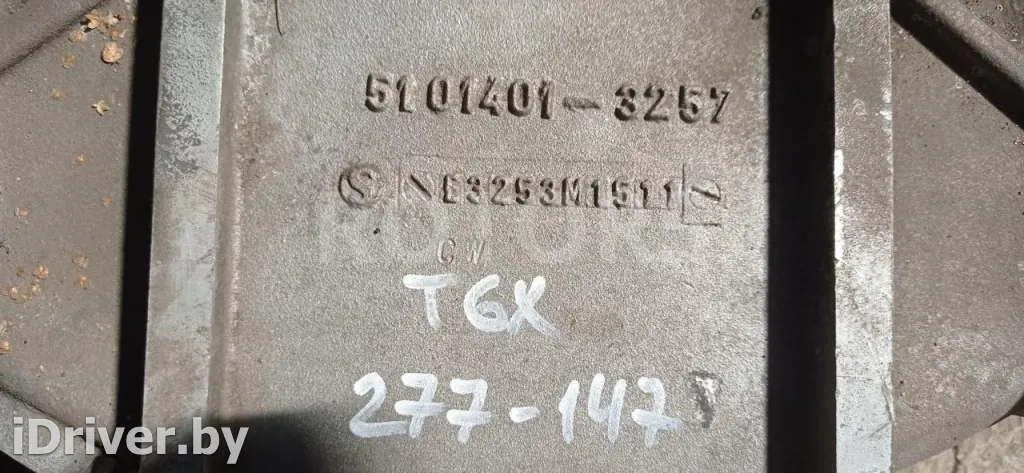 5101401-3257
S E3253M1511
CW
TGX
277-147
iDriver.by